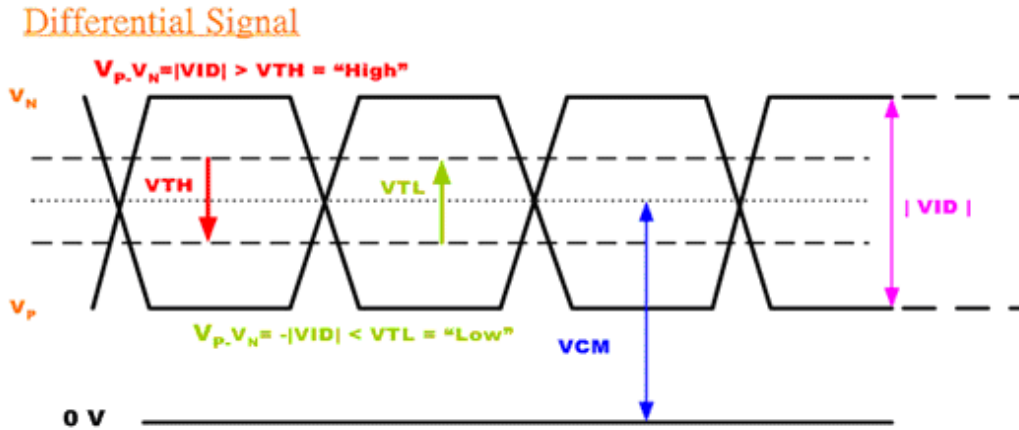 Differential Signal
VP-VN=|VID| > VTH = “High”
VN
VTH
VTL
| VID |
VP
VP-VN= -|VID| < VTL = “Low”
VCM
0 V